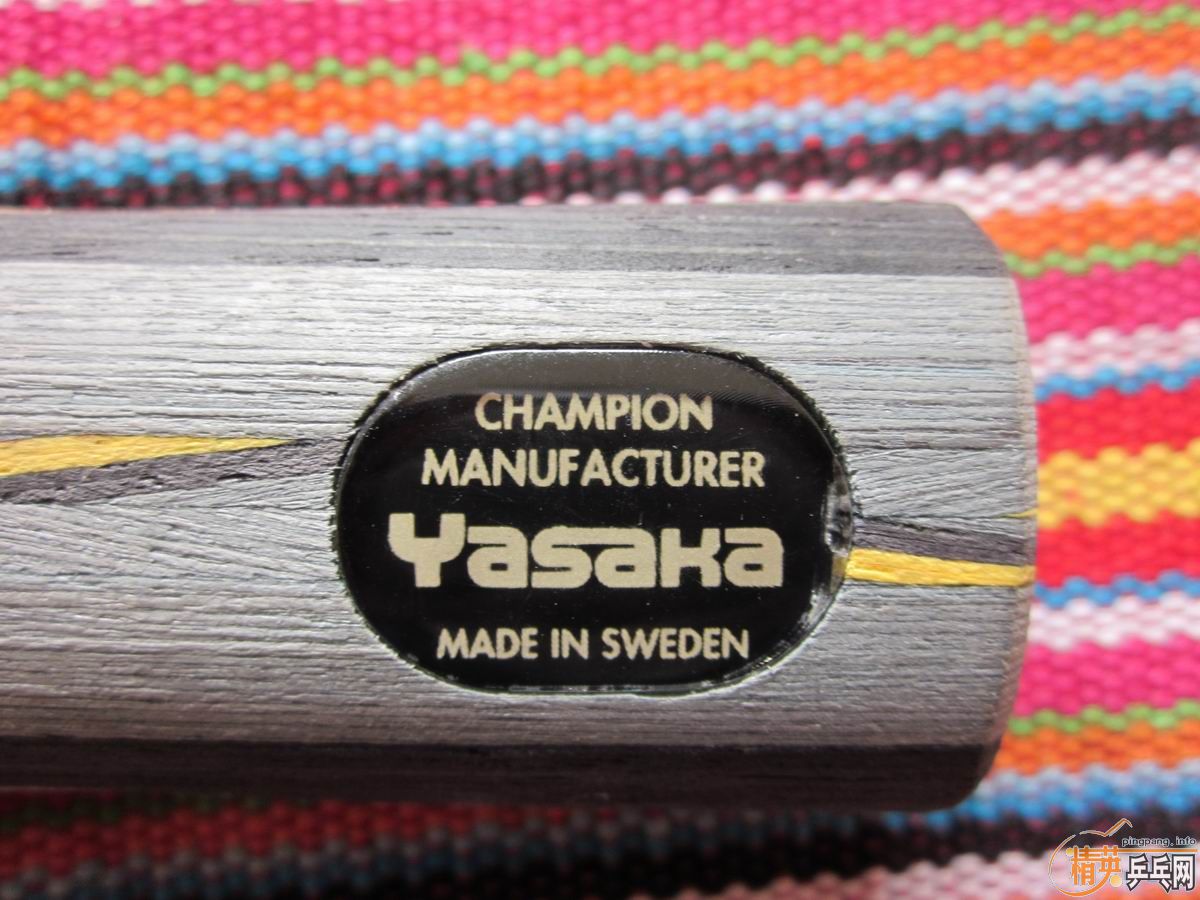 CHAMPION
MANUFACTURER
Yasaka
MADE IN SWEDEN
pingpang.info
精英乒乓网